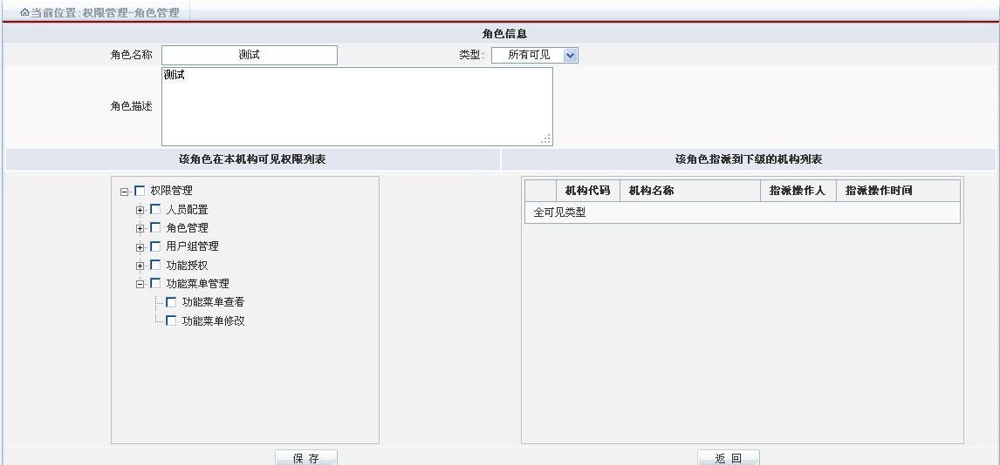 当前位置:权限管理-角色管理
角色信息
角色名称 测试 类型: 所有可见
角色描述 测试
该角色在本机构可见权限列表 该角色指派到下级的机构列表
权限管理
人员配置
角色管理
用户组管理
功能授权
功能菜单管理
功能菜单查看
功能菜单修改
机构代码 机构名称 指派操作人 指派操作时间
全可见类型
保 存 返 回